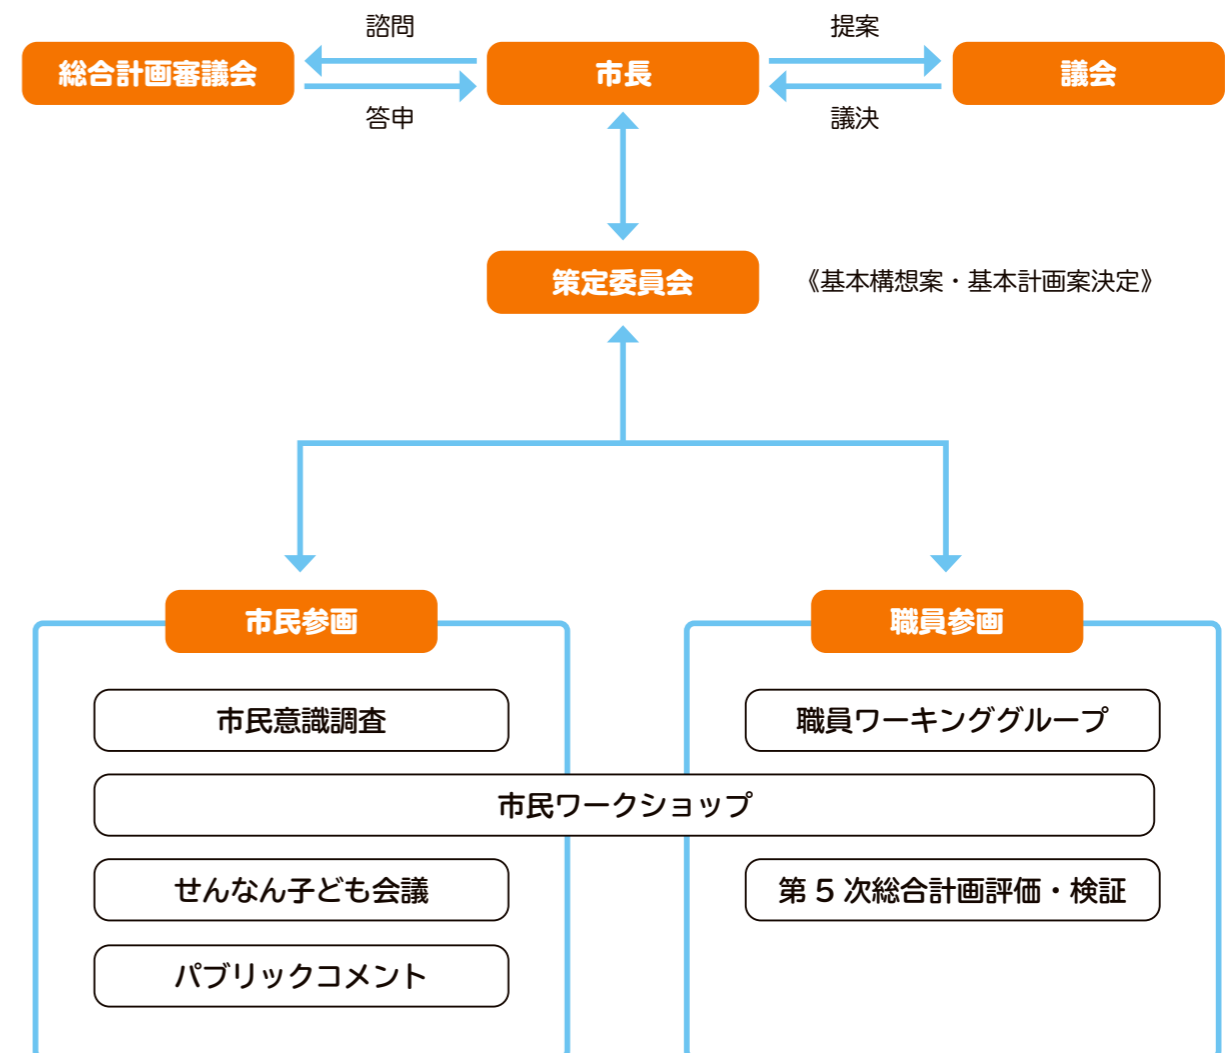 諮問
提案
総合計画審議会
市長
議会
答申
議決
策定委員会
《基本構想案・基本計画案決定》
市民参画
職員参画
市民意識調査
職員ワーキンググループ
市民ワークショップ
せんなん子ども会議
第 5 次総合計画評価・検証
パブリックコメント